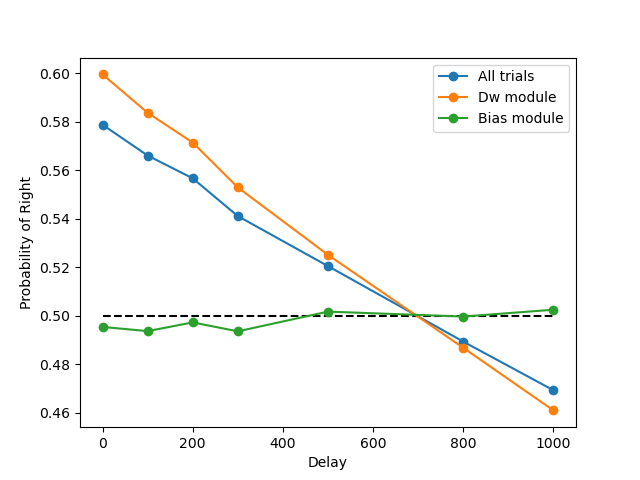 All trials
Dw module
Bias module
Probability of Right
0.60
0.58
0.56
0.54
0.52
0.50
0.48
0.46
0 200 400 600 800 1000
Delay